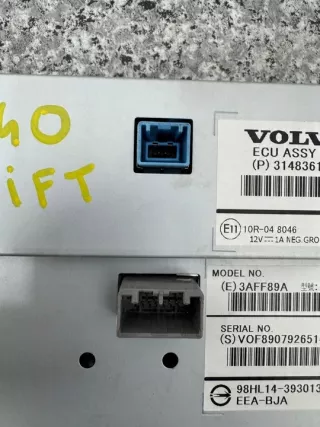 40
iFT
VOLV
ECU ASSY
(P) 3148361
E11 10R-04 8046
12V⎓1A NEG GRO
MODEL NO.
(E) 3AFF89A
SERIAL NO.
(S) VOF8907926514
98HL14-393013
EEA-BJA